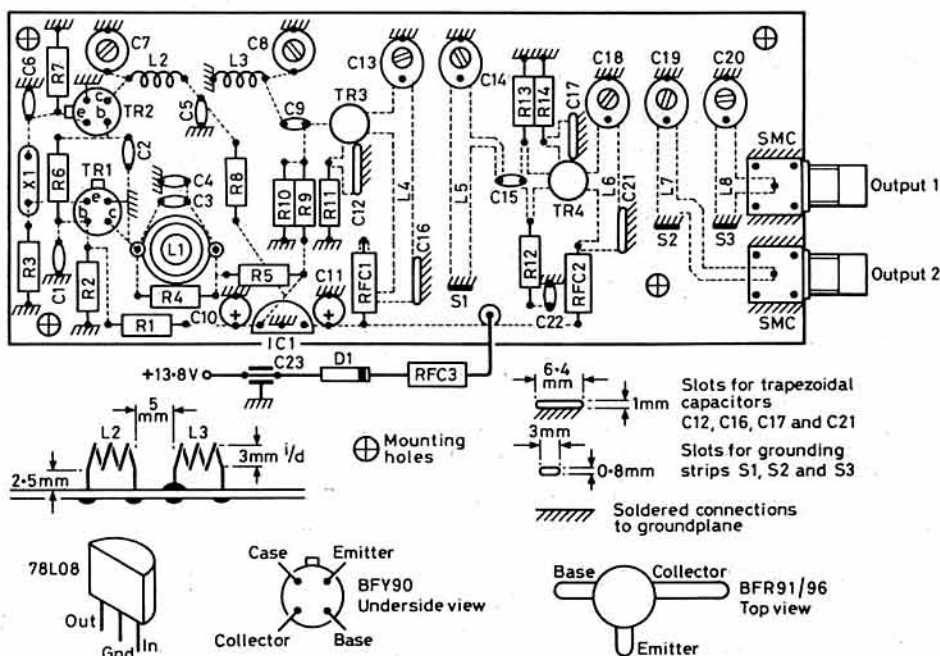 C6
R7
C7
L2
L3
C8
C13
C14
R13
R14
C17
C18
C19
C20
SMC
e
c
b
TR2
C5
C9
TR3
X1
R6
C2
TR1
e
b
c
C4
C3
R8
R10
R9
R11
C12
L4
L5
C15
TR4
L6
C21
L7
L8
Output 1
S2
S3
Output 2
R3
C1
R2
L1
R4
R5
C10
C11
RFC1
C16
S1
R12
C22
RFC2
SMC
R1
IC1
+13·8V
C23
D1
RFC3
5
mm
L2
L3
3mm i/d
2·5mm
Mounting
holes
6·4
mm
1mm
Slots for trapezoidal
capacitors
C12, C16, C17 and C21
3mm
0·8mm
Slots for grounding
strips S1, S2 and S3
Soldered connections
to groundplane
78L08
Out
Gnd
In
Case
Emitter
BFY90
Underside view
Collector
Base
Base
Collector
BFR91/96
Top view
Emitter